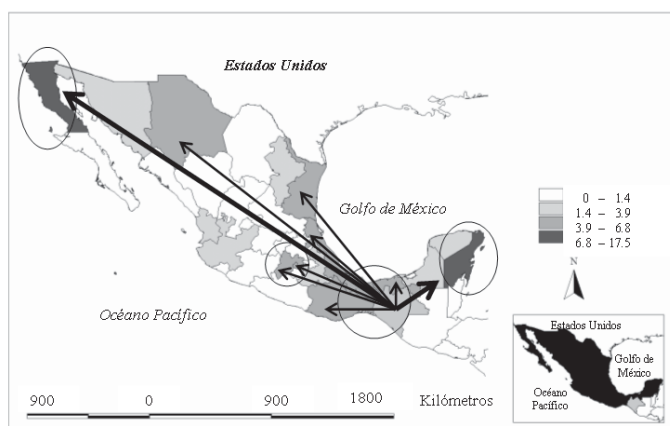 Estados Unidos
Golfo de México
0 – 1.4
1.4 – 3.9
3.9 – 6.8
6.8 – 17.5
N
Océano Pacífico
900 0 900 1800 Kilómetros
Estados Unidos
Golfo de
México
Océano
Pacífico